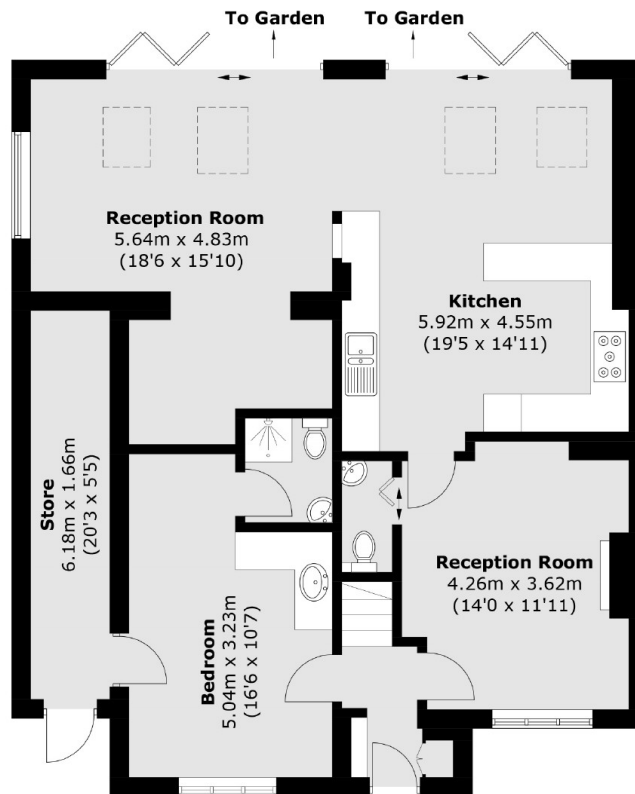 To Garden
To Garden
Reception Room
5.64m x 4.83m
(18'6 x 15'10)
Kitchen
5.92m x 4.55m
(19'5 x 14'11)
Store
6.18m x 1.66m
(20'3 x 5'5)
Reception Room
4.26m x 3.62m
(14'0 x 11'11)
Bedroom
5.04m x 3.23m
(16'6 x 10'7)